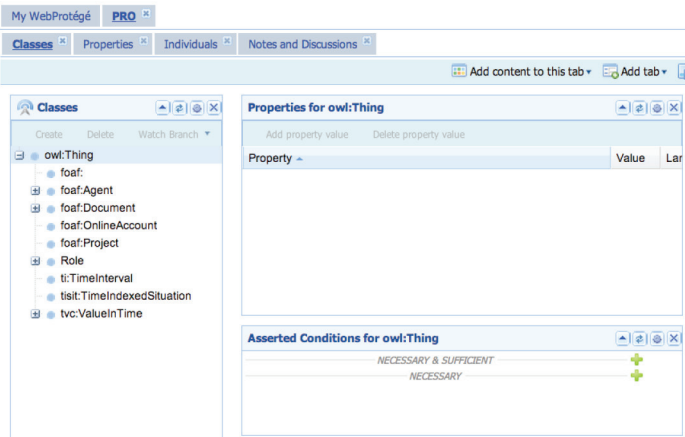 My WebProtégé PRO
Classes Properties Individuals Notes and Discussions
Add content to this tab Add tab
Classes
Create Delete Watch Branch
owl:Thing
foaf:
foaf:Agent
foaf:Document
foaf:OnlineAccount
foaf:Project
Role
ti:TimeInterval
tisit:TimeIndexedSituation
tvc:ValueInTime
Properties for owl:Thing
Add property value Delete property value
Property Value Lan
Asserted Conditions for owl:Thing
NECESSARY & SUFFICIENT
NECESSARY